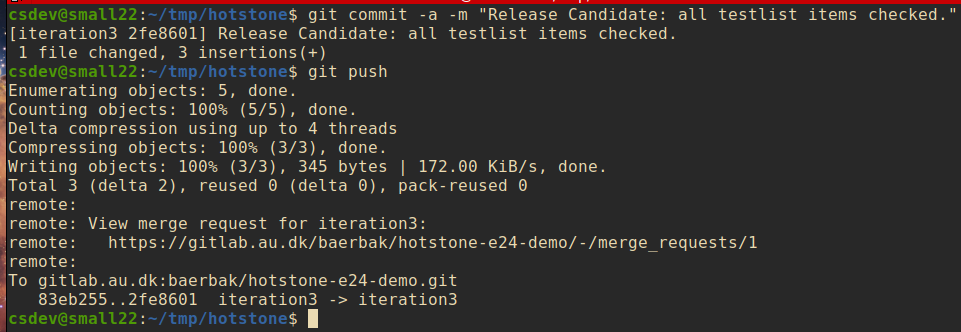 csdev@small22:~/tmp/hotstone$ git commit -a -m "Release Candidate: all testlist items checked."
[iteration3 2fe8601] Release Candidate: all testlist items checked.
 1 file changed, 3 insertions(+)
csdev@small22:~/tmp/hotstone$ git push
Enumerating objects: 5, done.
Counting objects: 100% (5/5), done.
Delta compression using up to 4 threads
Compressing objects: 100% (3/3), done.
Writing objects: 100% (3/3), 345 bytes | 172.00 KiB/s, done.
Total 3 (delta 2), reused 0 (delta 0), pack-reused 0
remote:
remote: View merge request for iteration3:
remote:   https://gitlab.au.dk/baerbak/hotstone-e24-demo/-/merge_requests/1
remote:
To gitlab.au.dk:baerbak/hotstone-e24-demo.git
   83eb255..2fe8601  iteration3 -> iteration3
csdev@small22:~/tmp/hotstone$